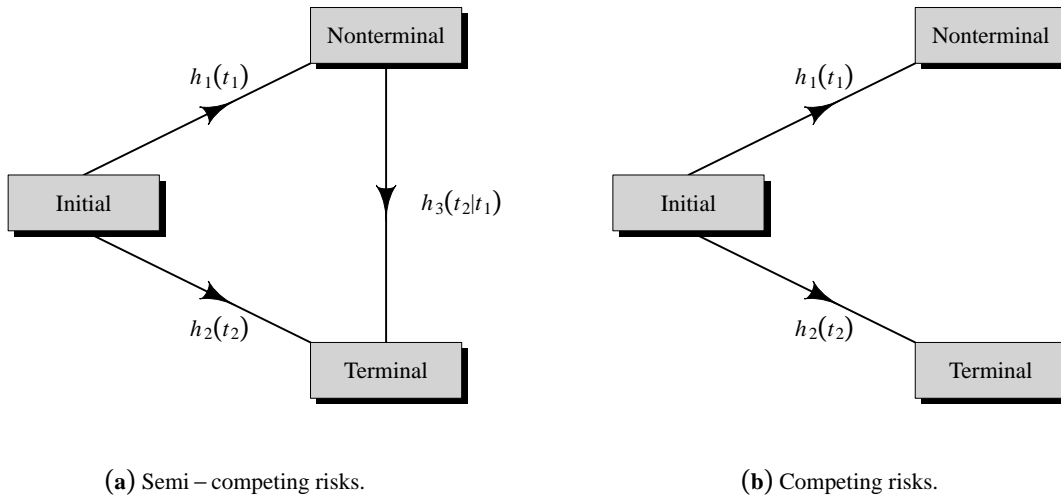 Nonterminal
h1(t1)
Initial
h3(t2|t1)
h2(t2)
Terminal
(a) Semi – competing risks.
Nonterminal
h1(t1)
Initial
h2(t2)
Terminal
(b) Competing risks.